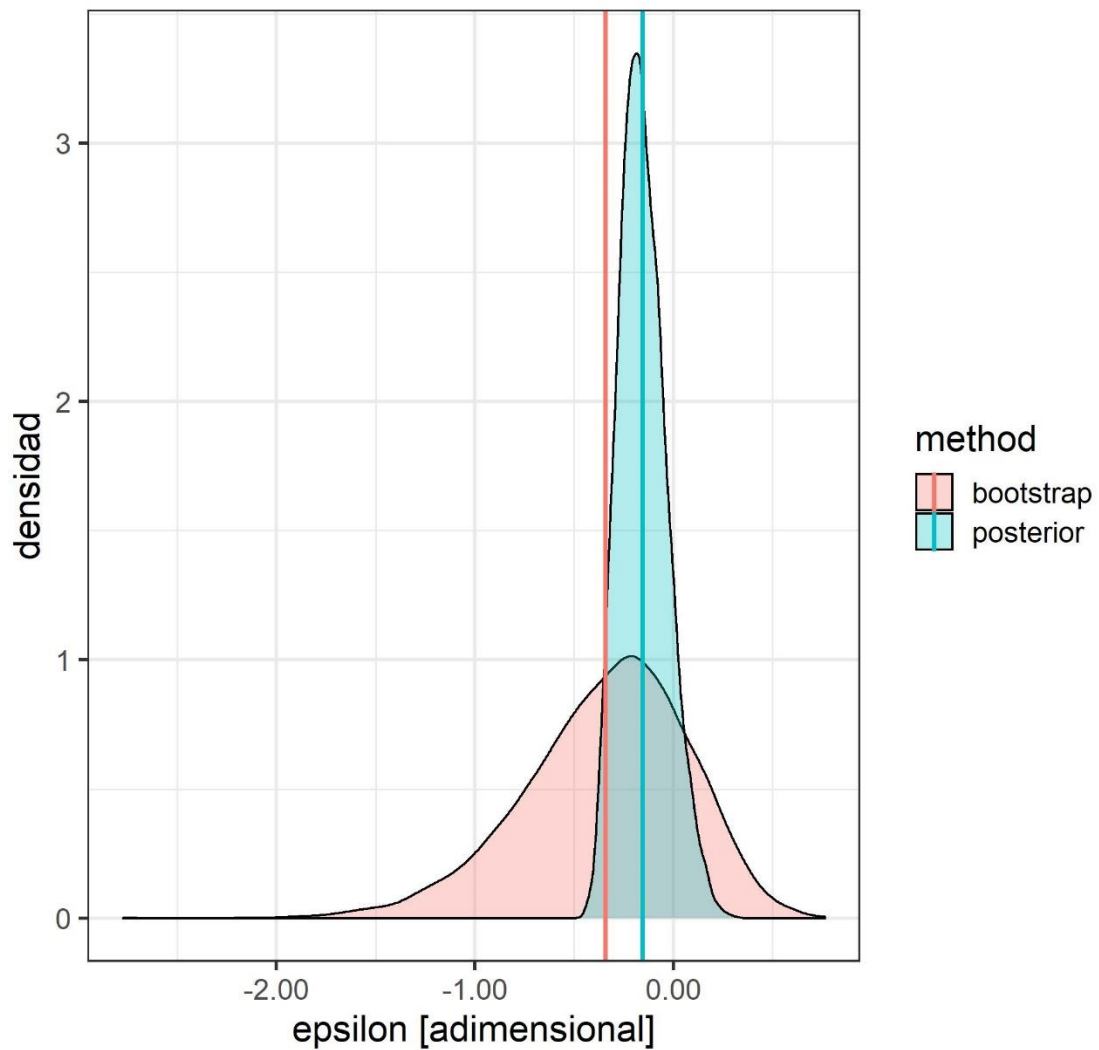 3
2
1
0
densidad
-2.00
-1.00
0.00
epsilon [adimensional]
method
bootstrap
posterior